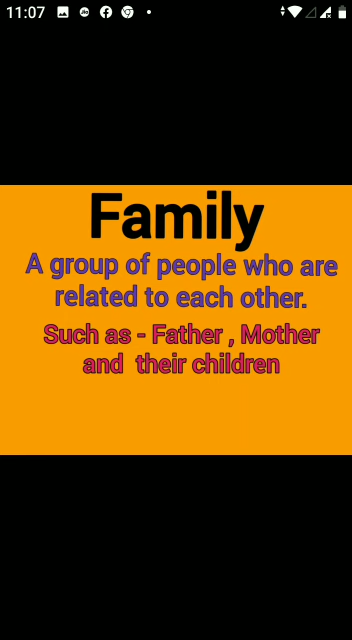 11:07
Family
A group of people who are
related to each other.
Such as - Father , Mother
and their children